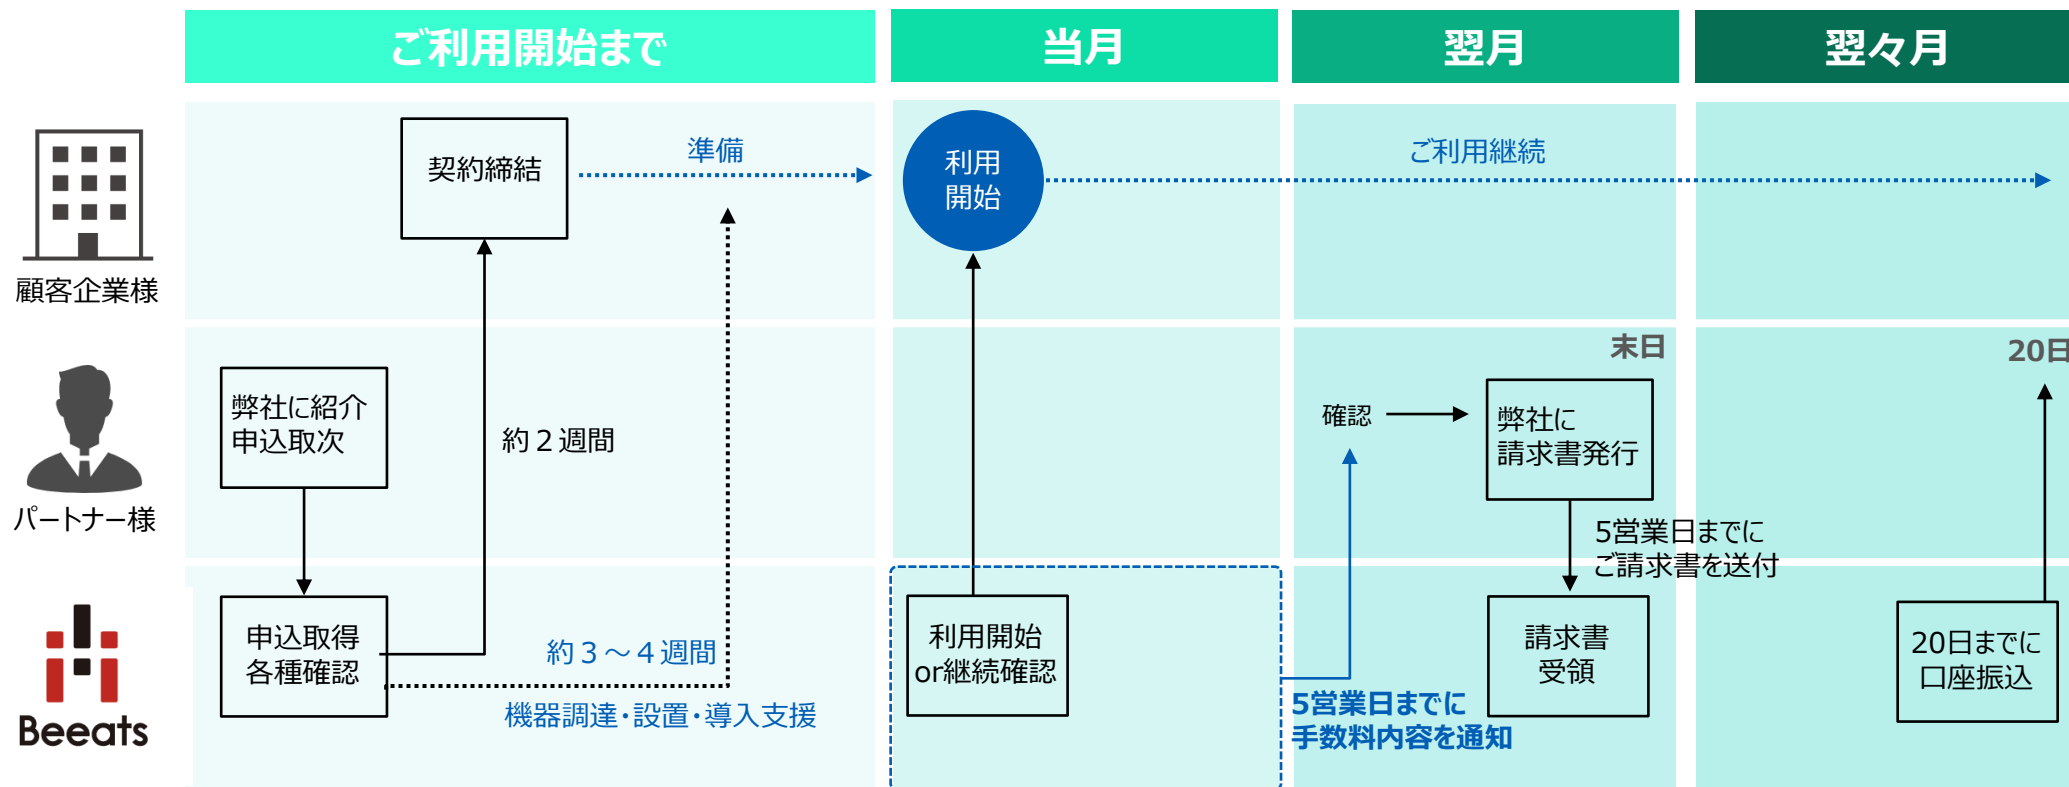 ご利用開始まで
当月
翌月
翌々月
顧客企業様
契約締結
準備
利用
開始
ご利用継続
パートナー様
弊社に紹介
申込取次
約２週間
末日
確認
弊社に
請求書発行
20日
5営業日までに
ご請求書を送付
Beeats
申込取得
各種確認
約３～４週間
機器調達・設置・導入支援
利用開始
or継続確認
5営業日までに
手数料内容を通知
請求書
受領
20日までに
口座振込